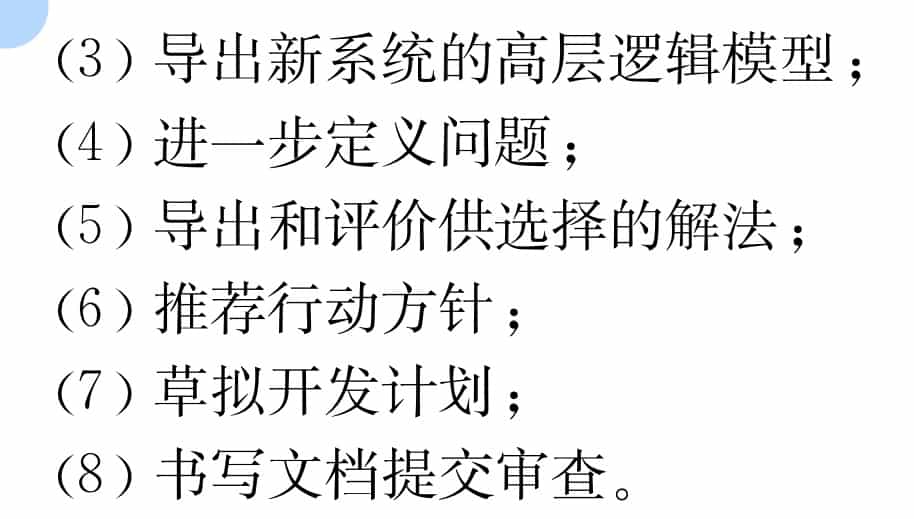 (3)导出新系统的高层逻辑模型;
(4)进一步定义问题;
(5)导出和评价供选择的解法;
(6)推荐行动方针;
(7)草拟开发计划;
(8)书写文档提交审查。